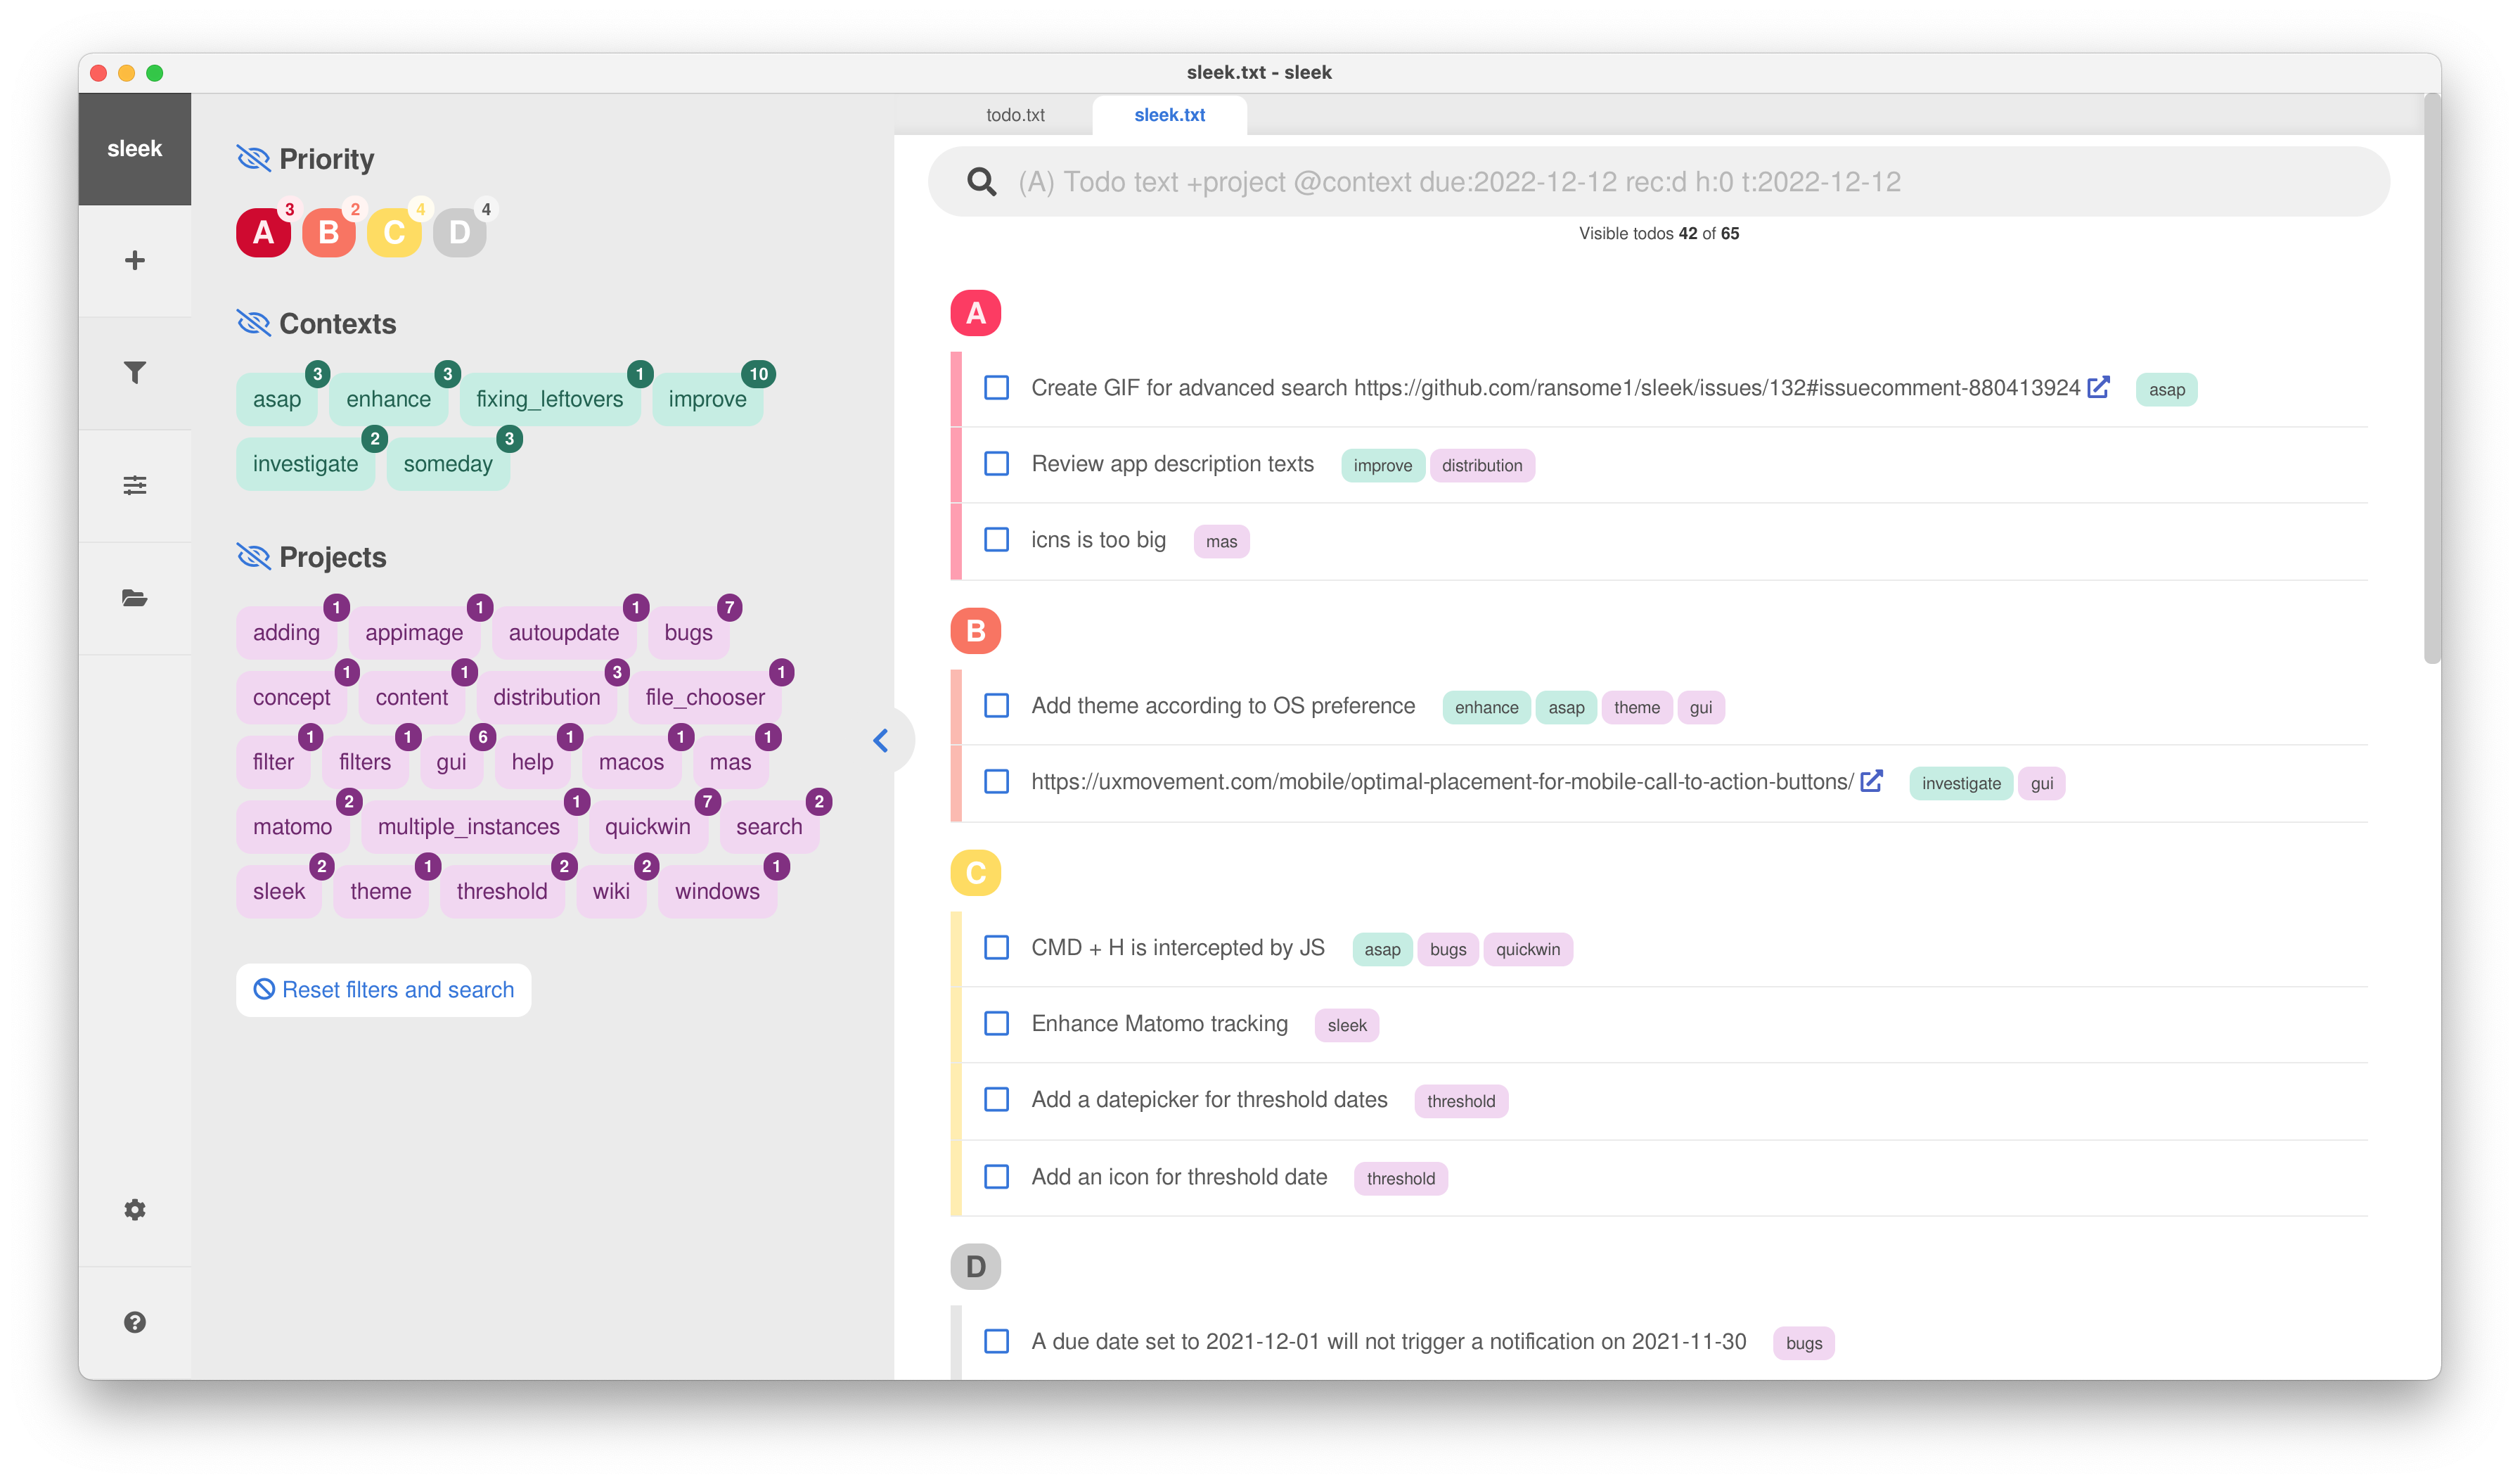 sleek.txt - sleek
sleek
Priority
A 3 B 2 C 4 D 4
Contexts
asap 3 enhance 3 fixing_leftovers 1 improve 10
investigate 2 someday 3
Projects
adding 1 appimage 1 autoupdate 1 bugs 7
concept 1 content 1 distribution 3 file_chooser 1
filter 1 filters 1 gui 6 help 1 macos 1 mas 1
matomo 2 multiple_instances 1 quickwin 7 search 2
sleek 2 theme 1 threshold 2 wiki 2 windows 1
Reset filters and search
todo.txt sleek.txt
(A) Todo text +project @context due:2022-12-12 rec:d h:0 t:2022-12-12
Visible todos 42 of 65
A
Create GIF for advanced search https://github.com/ransome1/sleek/issues/132#issuecomment-880413924 asap
Review app description texts improve distribution
icns is too big mas
B
Add theme according to OS preference enhance asap theme gui
https://uxmovement.com/mobile/optimal-placement-for-mobile-call-to-action-buttons/ investigate gui
C
CMD + H is intercepted by JS asap bugs quickwin
Enhance Matomo tracking sleek
Add a datepicker for threshold dates threshold
Add an icon for threshold date threshold
D
A due date set to 2021-12-01 will not trigger a notification on 2021-11-30 bugs